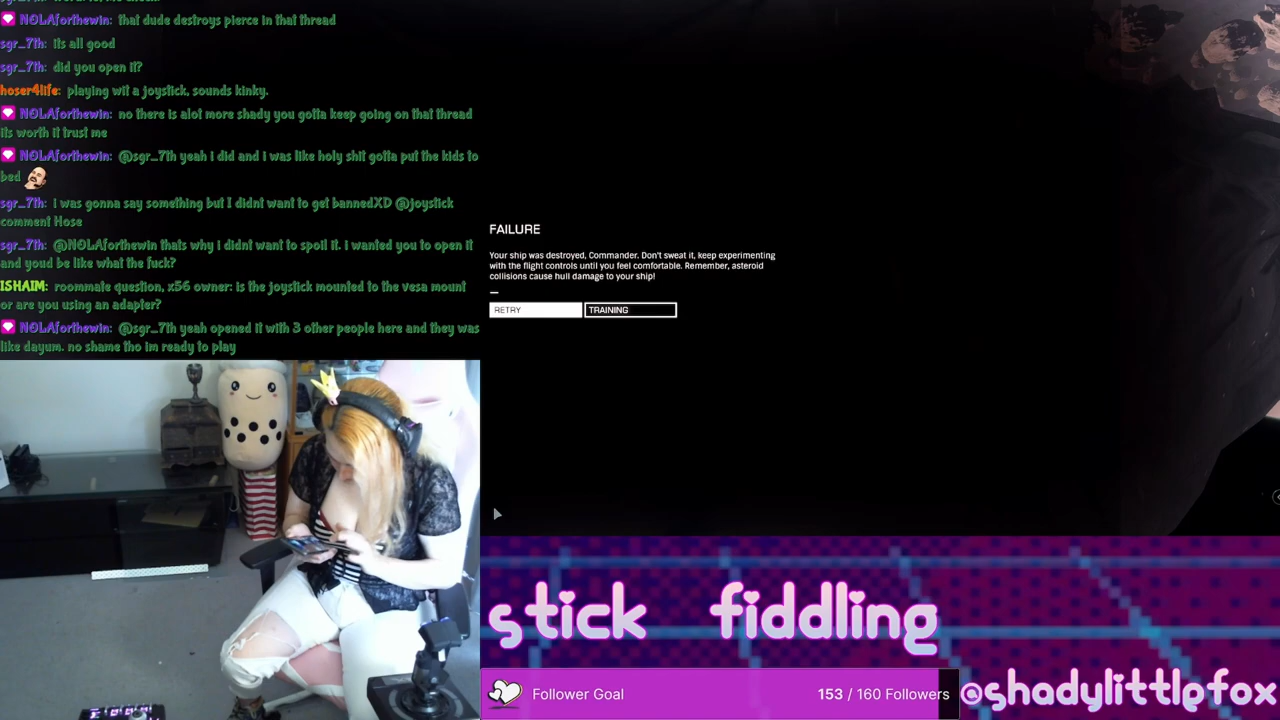 NOLAforthewin: that dude destroys pierce in that thread
sgr_7th: its all good
sgr_7th: did you open it?
hoser4life: playing wit a joystick, sounds kinky.
NOLAforthewin: no there is alot more shady you gotta keep going on that thread
its worth it trust me
NOLAforthewin: @sgr_7th yeah i did and i was like holy shit gotta put the kids to
bed
sgr_7th: I was gonna say something but I didnt want to get bannedXD @joystick
comment Hose
sgr_7th: @NOLAforthewin thats why i didnt want to spoil it. i wanted you to open it
and youd be like what the fuck?
ISHAIM: roommate question, x56 owner: is the joystick mounted to the vesa mount
or are you using an adapter?
NOLAforthewin: @sgr_7th yeah opened it with 3 other people here and they was
like dayum. no shame tho im ready to play
FAILURE
Your ship was destroyed, Commander. Don't sweat it, keep experimenting
with the flight controls until you feel comfortable. Remember, asteroid
collisions cause hull damage to your ship!
RETRY
TRAINING
stick fiddling
Follower Goal
153 / 160 Followers
@shadylittlefox